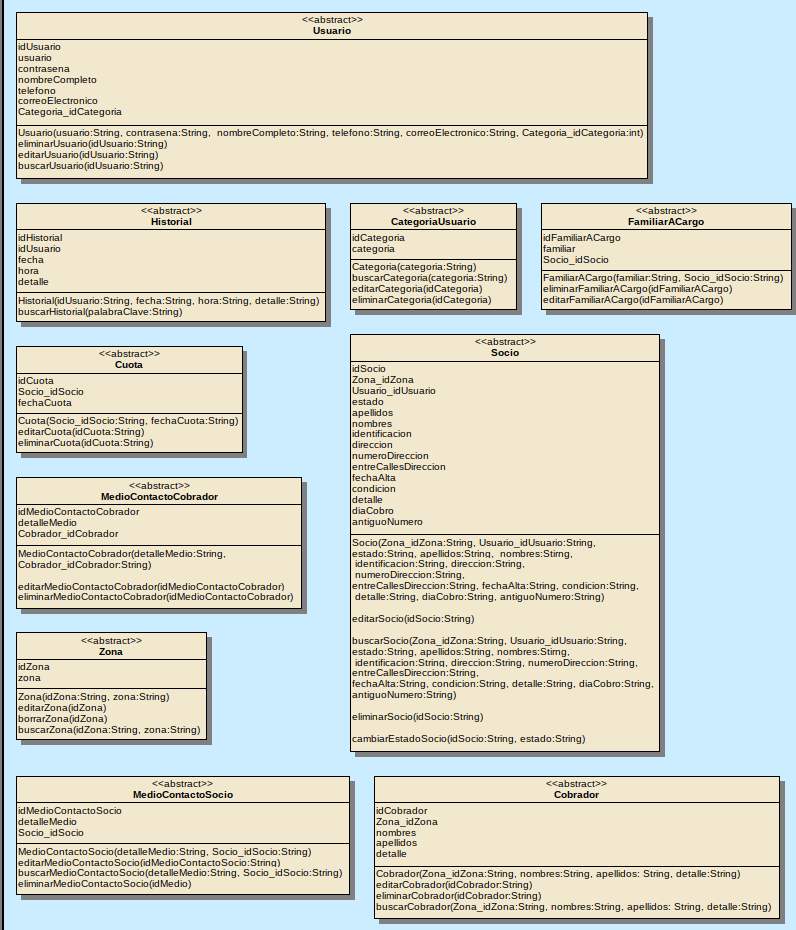 <<abstract>>
Usuario
idUsuario
usuario
contrasena
nombreCompleto
telefono
correoElectronico
Categoria_idCategoria
Usuario(usuario:String, contrasena:String,  nombreCompleto:String, telefono:String, correoElectronico:String, Categoria_idCategoria:int)
eliminarUsuario(idUsuario:String)
editarUsuario(idUsuario:String)
buscarUsuario(idUsuario:String)
<<abstract>>
Historial
idHistorial
idUsuario
fecha
hora
detalle
Historial(idUsuario:String, fecha:String, hora:String, detalle:String)
buscarHistorial(palabraClave:String)
<<abstract>>
CategoriaUsuario
idCategoria
categoria
Categoria(categoria:String)
buscarCategoria(categoria:String)
editarCategoria(idCategoria)
eliminarCategoria(idCategoria)
<<abstract>>
FamiliarACargo
idFamiliarACargo
familiar
Socio_idSocio
FamiliarACargo(familiar:String, Socio_idSocio:String)
eliminarFamiliarACargo(idFamiliarACargo)
editarFamiliarACargo(idFamiliarACargo)
<<abstract>>
Cuota
idCuota
Socio_idSocio
fechaCuota
Cuota(Socio_idSocio:String, fechaCuota:String)
editarCuota(idCuota:String)
eliminarCuota(idCuota:String)
<<abstract>>
Socio
idSocio
Zona_idZona
Usuario_idUsuario
estado
apellidos
nombres
identificacion
direccion
numeroDireccion
entreCallesDireccion
fechaAlta
condicion
detalle
diaCobro
antiguoNumero
Socio(Zona_idZona:String, Usuario_idUsuario:String,
estado:String, apellidos:String,  nombres:Stirng,
identificacion:String, direccion:String,
numeroDireccion:String,
entreCallesDireccion:String, fechaAlta:String, condicion:String,
detalle:String, diaCobro:String, antiguoNumero:String)
editarSocio(idSocio:String)
buscarSocio(Zona_idZona:String, Usuario_idUsuario:String,
estado:String, apellidos:String, nombres:Stirng,
identificacion:String, direccion:String, numeroDireccion:String,
entreCallesDireccion:String,
fechaAlta:String, condicion:String, detalle:String, diaCobro:String,
antiguoNumero:String)
eliminarSocio(idSocio:String)
cambiarEstadoSocio(idSocio:String, estado:String)
<<abstract>>
MedioContactoCobrador
idMedioContactoCobrador
detalleMedio
Cobrador_idCobrador
MedioContactoCobrador(detalleMedio:String,
Cobrador_idCobrador:String)
editarMedioContactoCobrador(idMedioContactoCobrador)
eliminarMedioContactoCobrador(idMedioContactoCobrador)
<<abstract>>
Zona
idZona
zona
Zona(idZona:String, zona:String)
editarZona(idZona)
borrarZona(idZona)
buscarZona(idZona:String, zona:String)
<<abstract>>
MedioContactoSocio
idMedioContactoSocio
detalleMedio
Socio_idSocio
MedioContactoSocio(detalleMedio:String, Socio_idSocio:String)
editarMedioContactoSocio(idMedioContactoSocio:String)
buscarMedioContactoSocio(detalleMedio:String, Socio_idSocio:String)
eliminarMedioContactoSocio(idMedio)
<<abstract>>
Cobrador
idCobrador
Zona_idZona
nombres
apellidos
detalle
Cobrador(Zona_idZona:String, nombres:String, apellidos: String, detalle:String)
editarCobrador(idCobrador:String)
eliminarCobrador(idCobrador:String)
buscarCobrador(Zona_idZona:String, nombres:String, apellidos: String, detalle:String)